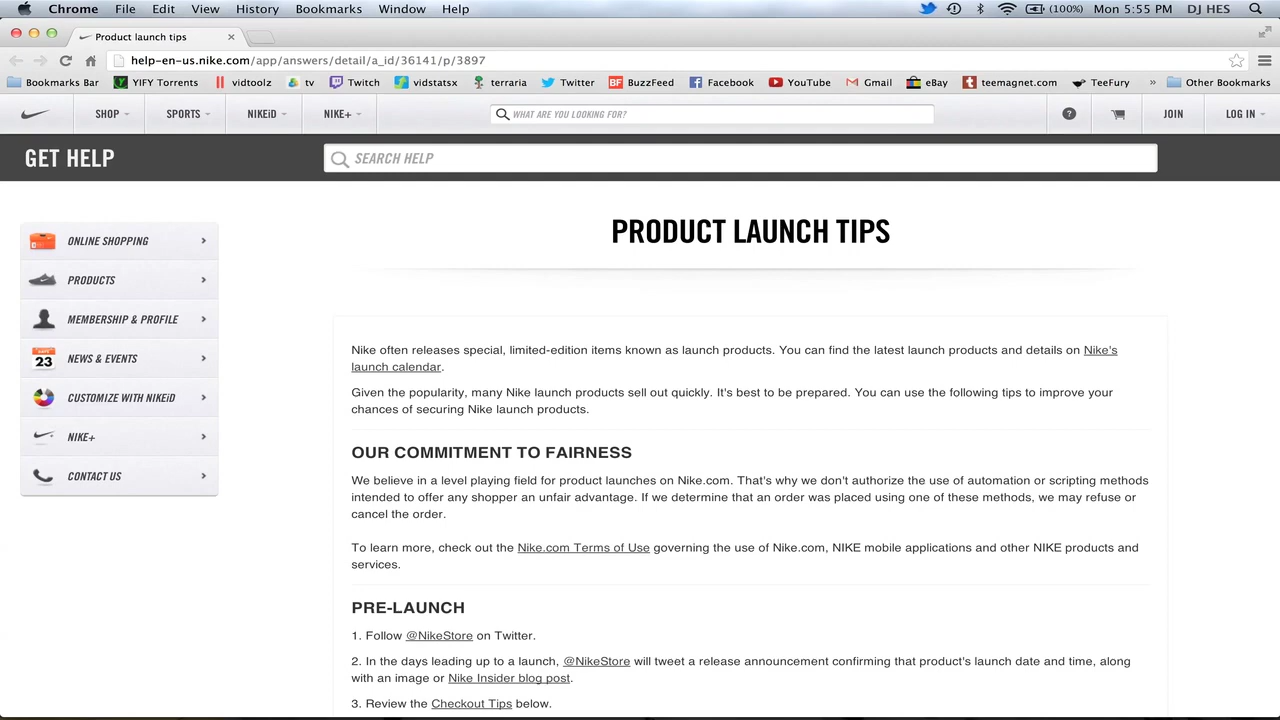 Chrome File Edit View History Bookmarks Window Help (100%) Mon 5:55 PM DJ HES
Product launch tips
help-en-us.nike.com/app/answers/detail/a_id/36141/p/3897
Bookmarks Bar YIFY Torrents vidtoolz tv Twitch vidstatsx terraria Twitter BuzzFeed Facebook YouTube Gmail eBay teemagnet.com TeeFury » Other Bookmarks
SHOP SPORTS NIKEiD NIKE+ WHAT ARE YOU LOOKING FOR? ? JOIN LOG IN
GET HELP SEARCH HELP
PRODUCT LAUNCH TIPS
ONLINE SHOPPING
PRODUCTS
MEMBERSHIP & PROFILE
23 NEWS & EVENTS
CUSTOMIZE WITH NIKEiD
NIKE+
CONTACT US
Nike often releases special, limited-edition items known as launch products. You can find the latest launch products and details on Nike's
launch calendar.
Given the popularity, many Nike launch products sell out quickly. It's best to be prepared. You can use the following tips to improve your
chances of securing Nike launch products.
OUR COMMITMENT TO FAIRNESS
We believe in a level playing field for product launches on Nike.com. That's why we don't authorize the use of automation or scripting methods
intended to offer any shopper an unfair advantage. If we determine that an order was placed using one of these methods, we may refuse or
cancel the order.
To learn more, check out the Nike.com Terms of Use governing the use of Nike.com, NIKE mobile applications and other NIKE products and
services.
PRE-LAUNCH
1. Follow @NikeStore on Twitter.
2. In the days leading up to a launch, @NikeStore will tweet a release announcement confirming that product's launch date and time, along
with an image or Nike Insider blog post.
3. Review the Checkout Tips below.